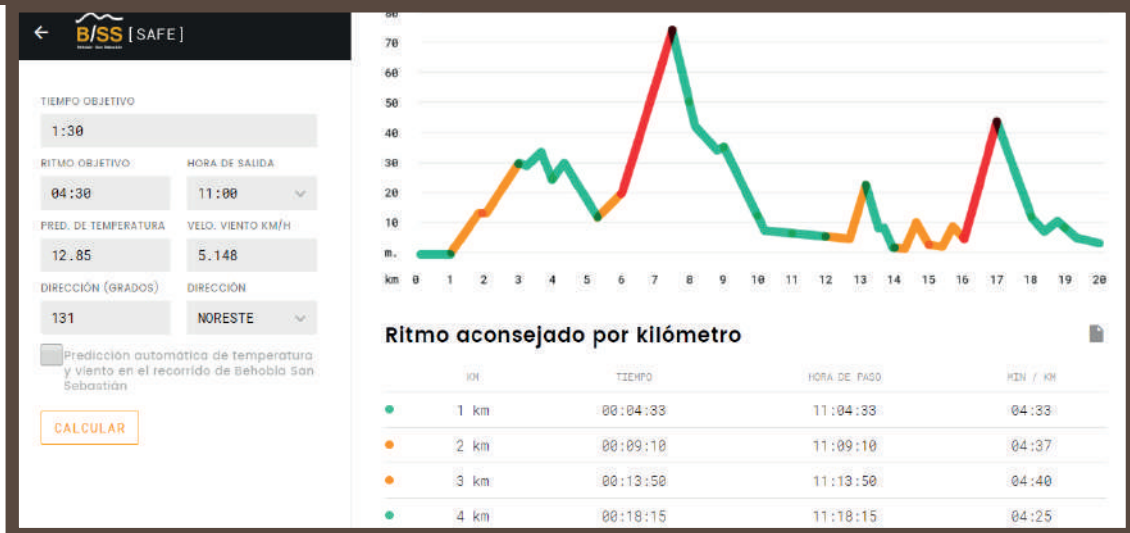 ← B/SS [SAFE]
TIEMPO OBJETIVO
1:30
RITMO OBJETIVO HORA DE SALIDA
04:30 11:00
PRED. DE TEMPERATURA VELO. VIENTO KM/H
12.85 5.148
DIRECCIÓN (GRADOS) DIRECCIÓN
131 NORESTE
Predicción automática de temperatura
y viento en el recorrido de Behobia San
Sebastián
CALCULAR
80
70
60
50
40
30
20
10
m.
km 0 1 2 3 4 5 6 7 8 9 10 11 12 13 14 15 16 17 18 19 20
Ritmo aconsejado por kilómetro
KM TIEMPO HORA DE PASO MIN / KM
1 km 00:04:33 11:04:33 04:33
2 km 00:09:10 11:09:10 04:37
3 km 00:13:50 11:13:50 04:40
4 km 00:18:15 11:18:15 04:25